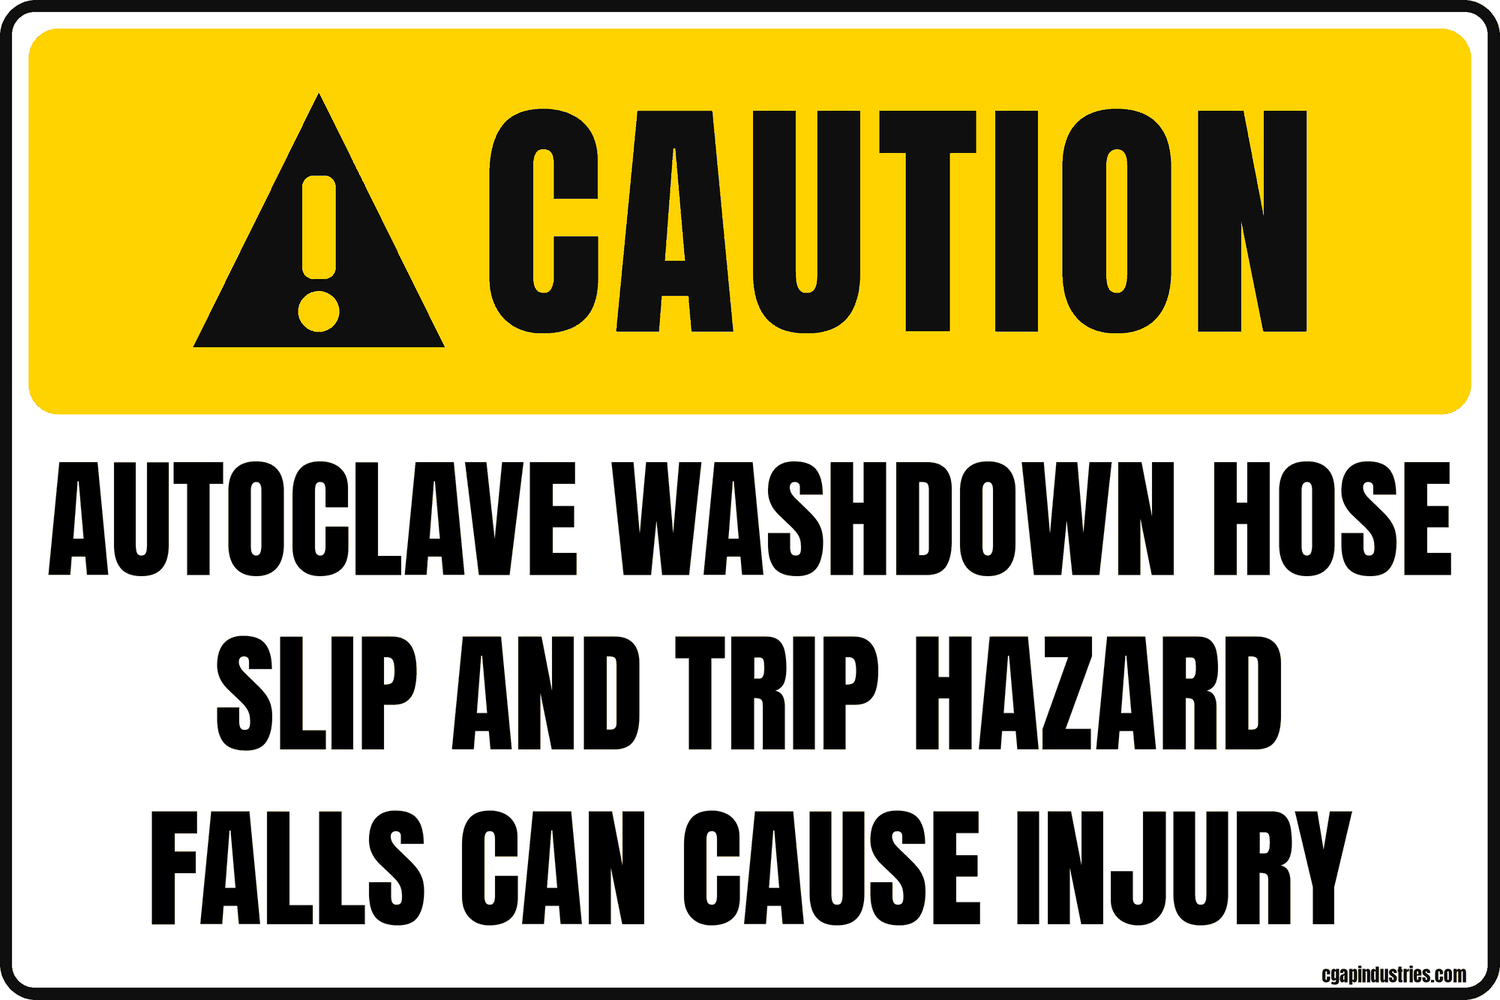 CAUTION
AUTOCLAVE WASHDOWN HOSE
SLIP AND TRIP HAZARD
FALLS CAN CAUSE INJURY
cgapindustries.com